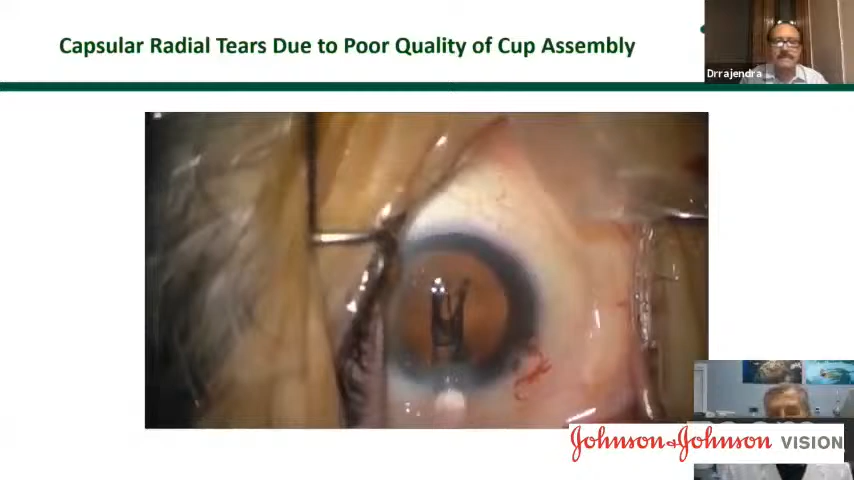 Capsular Radial Tears Due to Poor Quality of Cup Assembly
Drrajendra
Johnson & Johnson VISION